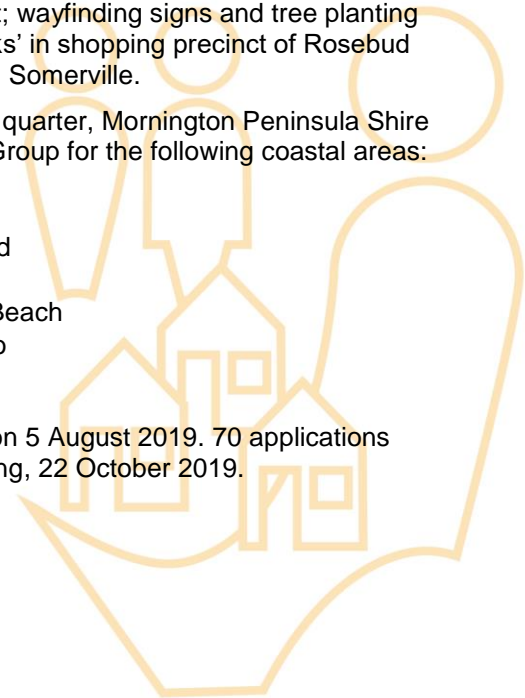 ; wayfinding signs and tree planting
ks’ in shopping precinct of Rosebud
Somerville.
quarter, Mornington Peninsula Shire
Group for the following coastal areas:
d
Beach
o
on 5 August 2019. 70 applications
ng, 22 October 2019.